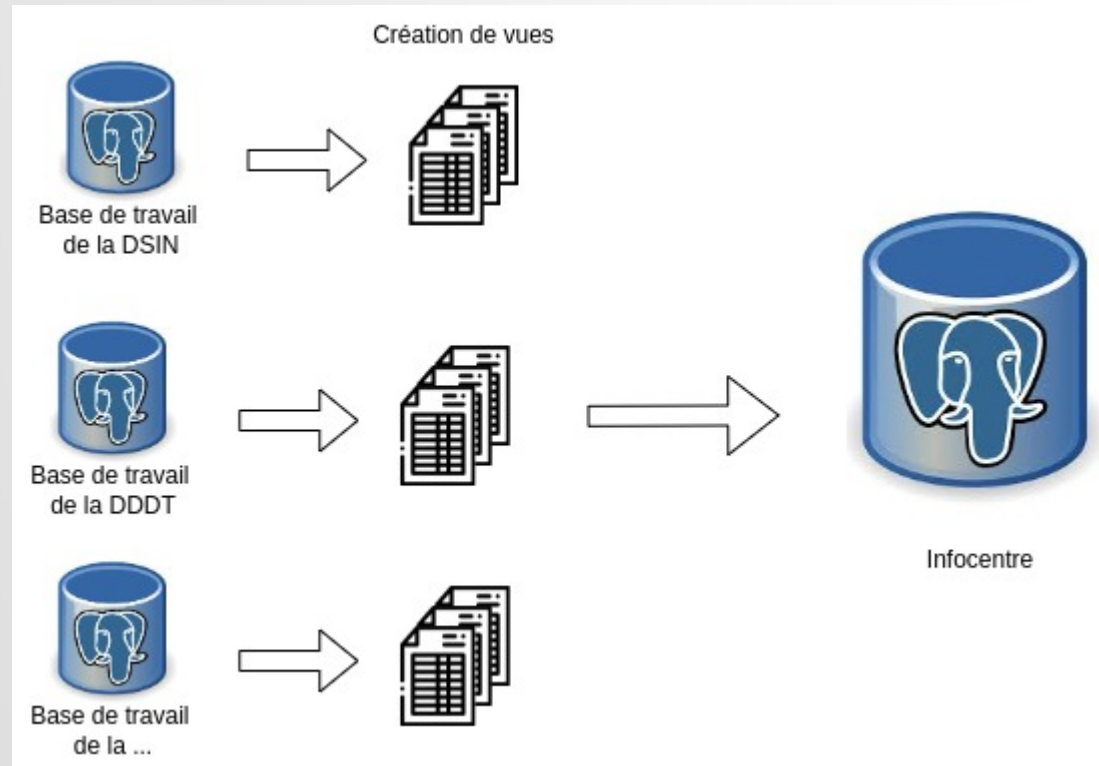 Création de vues
Base de travail
de la DSIN
Base de travail
de la DDDT
Infocentre
Base de travail
de la ...